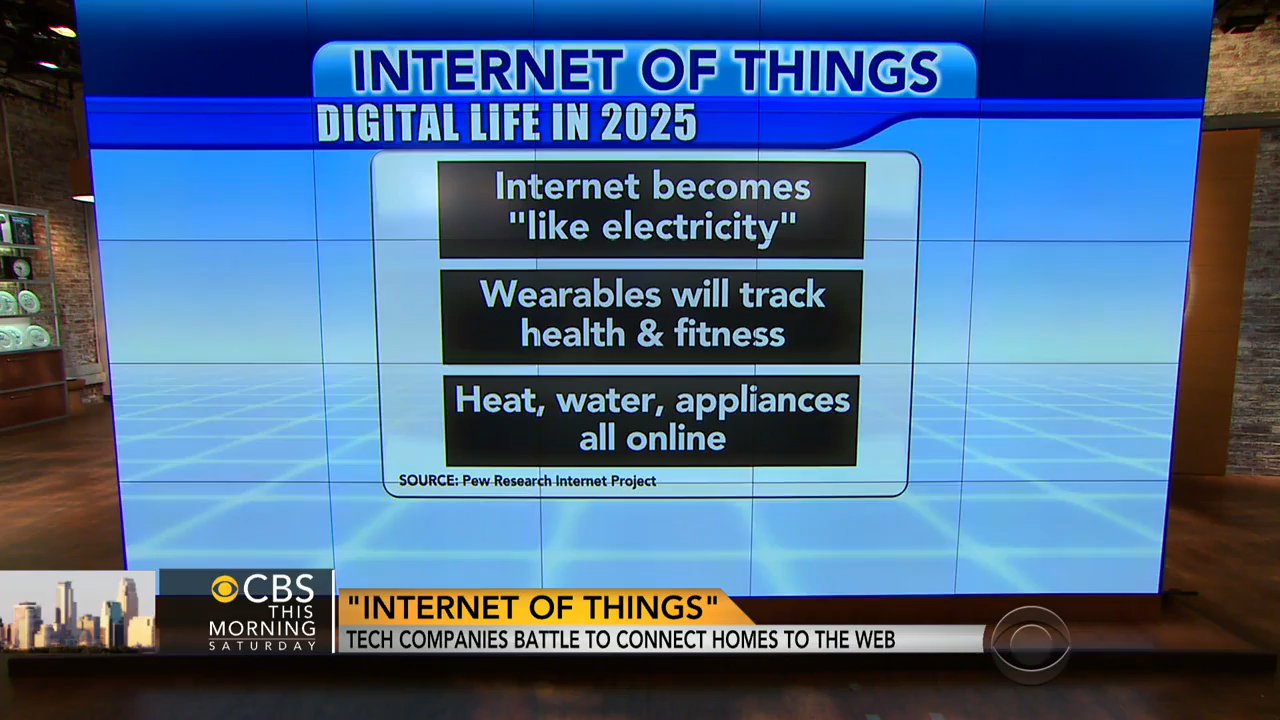 INTERNET OF THINGS
DIGITAL LIFE IN 2025
Internet becomes
"like electricity"
Wearables will track
health & fitness
Heat, water, appliances
all online
SOURCE: Pew Research Internet Project
CBS
THIS
MORNING
SATURDAY
"INTERNET OF THINGS"
TECH COMPANIES BATTLE TO CONNECT HOMES TO THE WEB